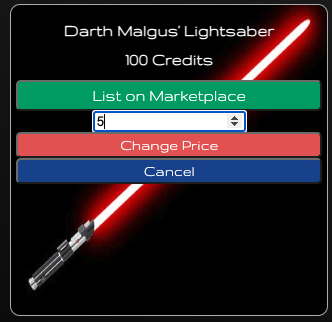 Darth Malgus' Lightsaber
100 Credits
List on Marketplace
5
Change Price
Cancel